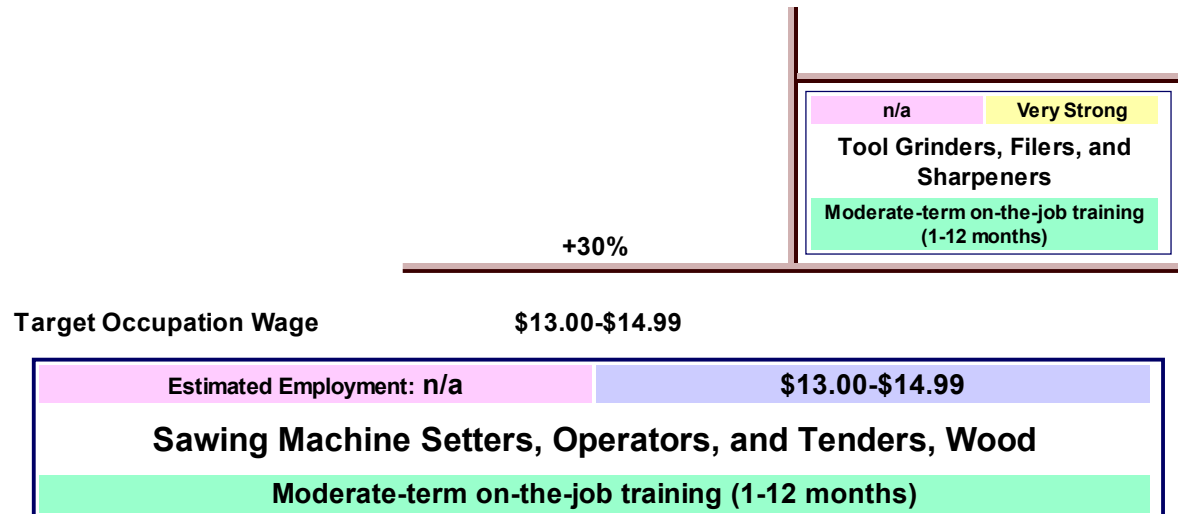 n/a Very Strong
Tool Grinders, Filers, and
Sharpeners
Moderate-term on-the-job training
(1-12 months)
+30%
Target Occupation Wage $13.00-$14.99
Estimated Employment: n/a $13.00-$14.99
Sawing Machine Setters, Operators, and Tenders, Wood
Moderate-term on-the-job training (1-12 months)